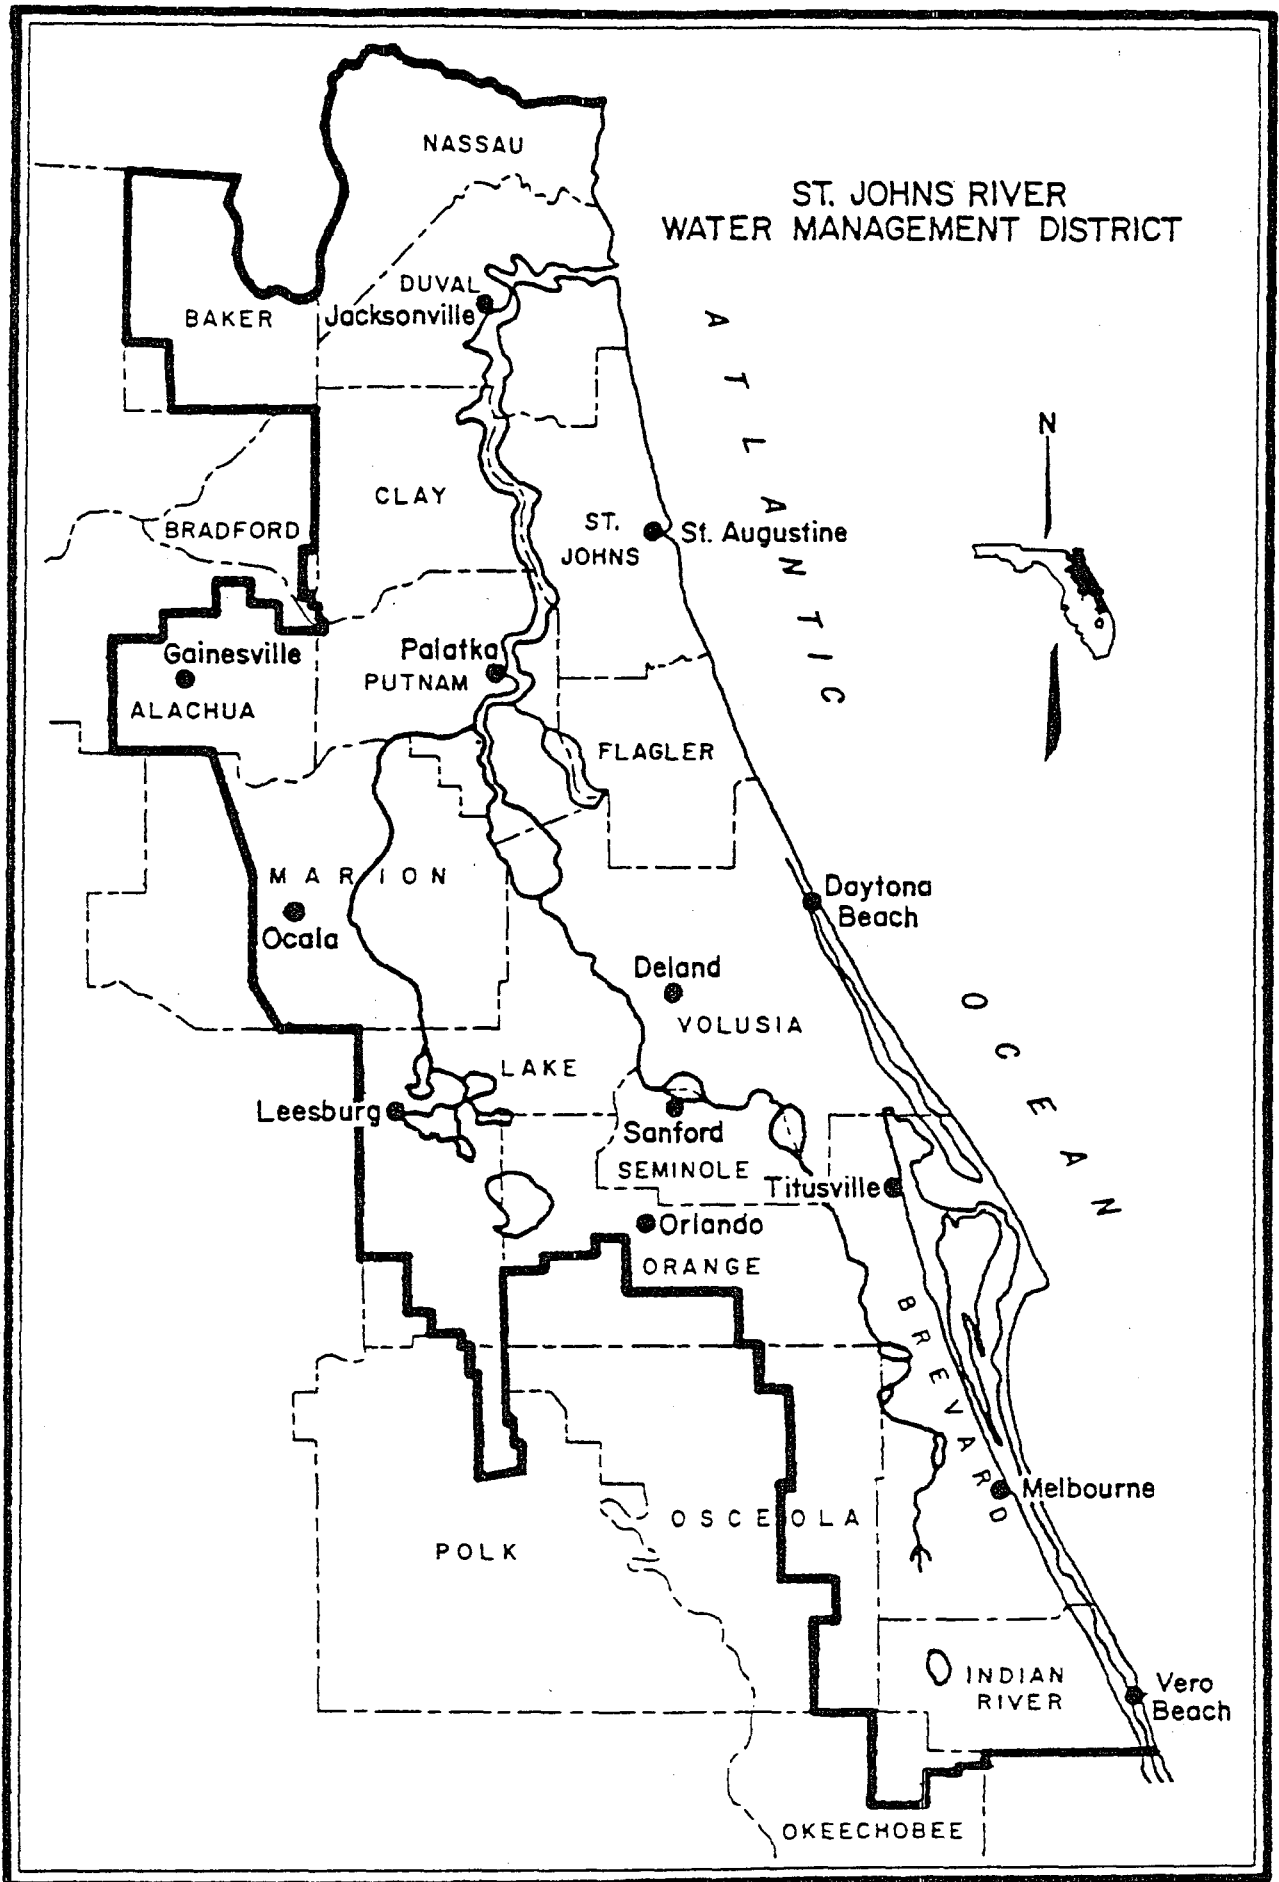 NASSAU
ST. JOHNS RIVER
WATER MANAGEMENT DISTRICT
DUVAL
Jacksonville
BAKER
ATLANTIC
N
CLAY
BRADFORD
ST.
JOHNS
St. Augustine
Gainesville
ALACHUA
Palatka
PUTNAM
FLAGLER
MARION
Ocala
Daytona
Beach
Deland
VOLUSIA
OCEAN
LAKE
Leesburg
Sanford
SEMINOLE
Titusville
Orlando
ORANGE
BREVARD
Melbourne
OSCEOLA
POLK
INDIAN
RIVER
Vero
Beach
OKEECHOBEE